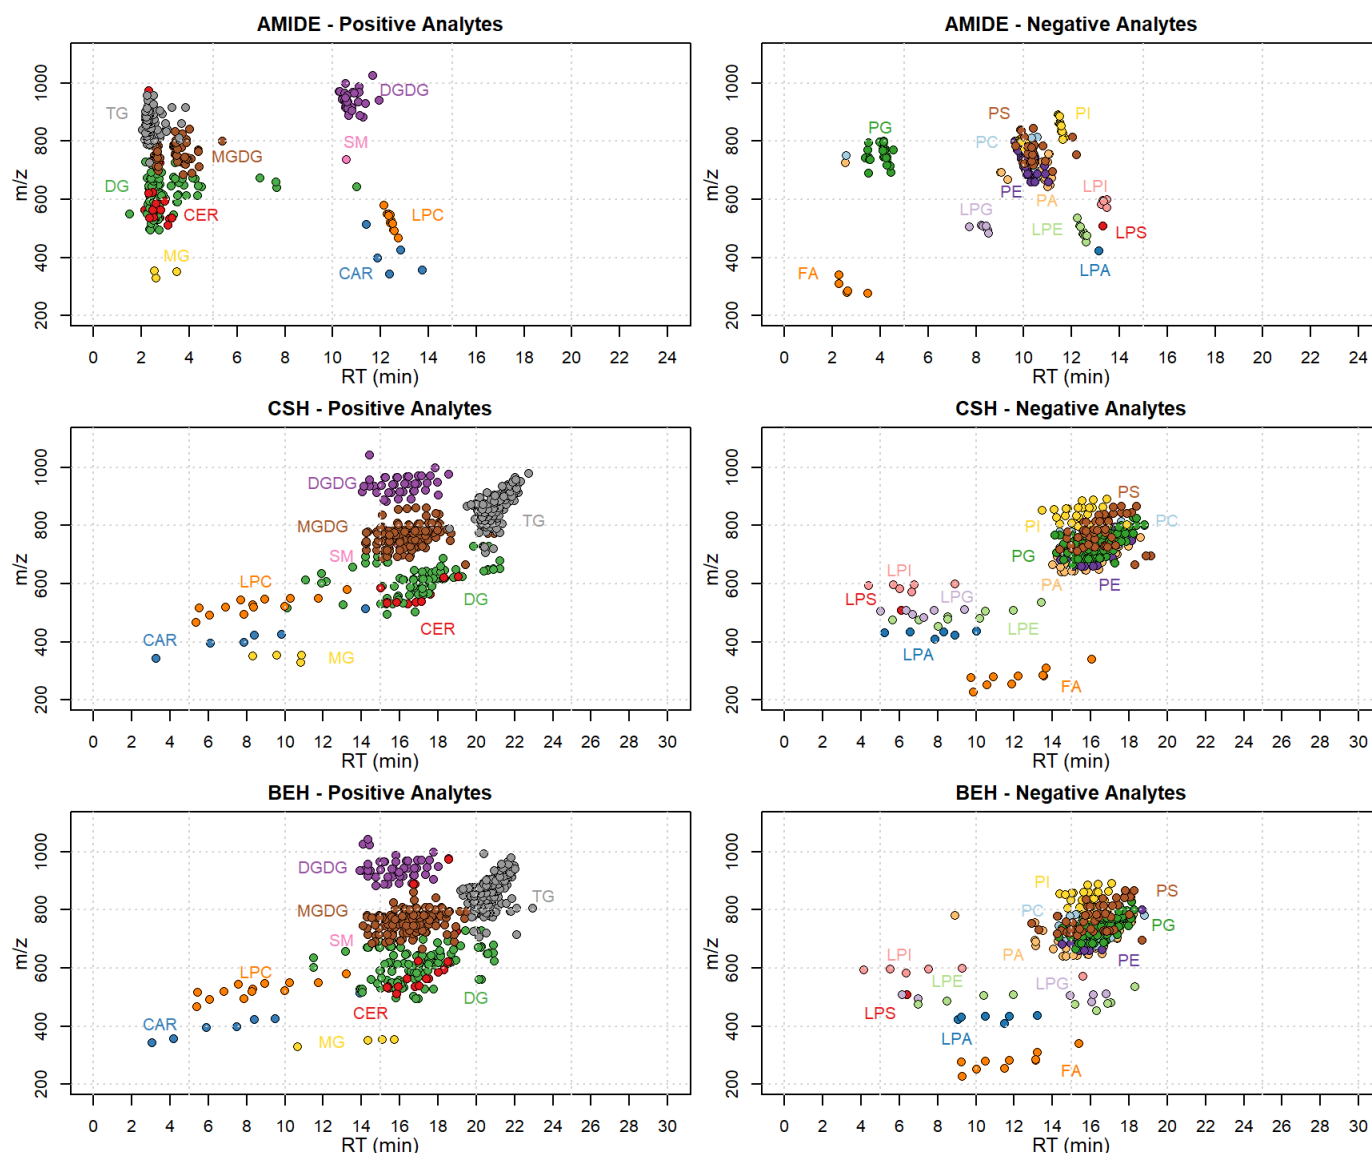 AMIDE - Positive Analytes
1000
800
600
400
200
m/z
TG
DG
MG
CER
MGDG
DGDG
SM
LPC
CAR
0 2 4 6 8 10 12 14 16 18 20 22 24
RT (min)
AMIDE - Negative Analytes
1000
800
600
400
200
m/z
PG
PS
PC
PI
PE
PA
LPI
LPG
LPE
LPS
LPA
FA
0 2 4 6 8 10 12 14 16 18 20 22 24
RT (min)
CSH - Positive Analytes
1000
800
600
400
200
m/z
DGDG
MGDG
SM
TG
LPC
DG
CER
CAR
MG
0 2 4 6 8 10 12 14 16 18 20 22 24 26 28 30
RT (min)
CSH - Negative Analytes
1000
800
600
400
200
m/z
PS
PI
PC
PG
PA
PE
LPI
LPS
LPG
LPE
LPA
FA
0 2 4 6 8 10 12 14 16 18 20 22 24 26 28 30
RT (min)
BEH - Positive Analytes
1000
800
600
400
200
m/z
DGDG
MGDG
SM
TG
LPC
DG
CER
CAR
MG
0 2 4 6 8 10 12 14 16 18 20 22 24 26 28 30
RT (min)
BEH - Negative Analytes
1000
800
600
400
200
m/z
PI
PS
PC
PG
PA
PE
LPI
LPE
LPG
LPS
LPA
FA
0 2 4 6 8 10 12 14 16 18 20 22 24 26 28 30
RT (min)